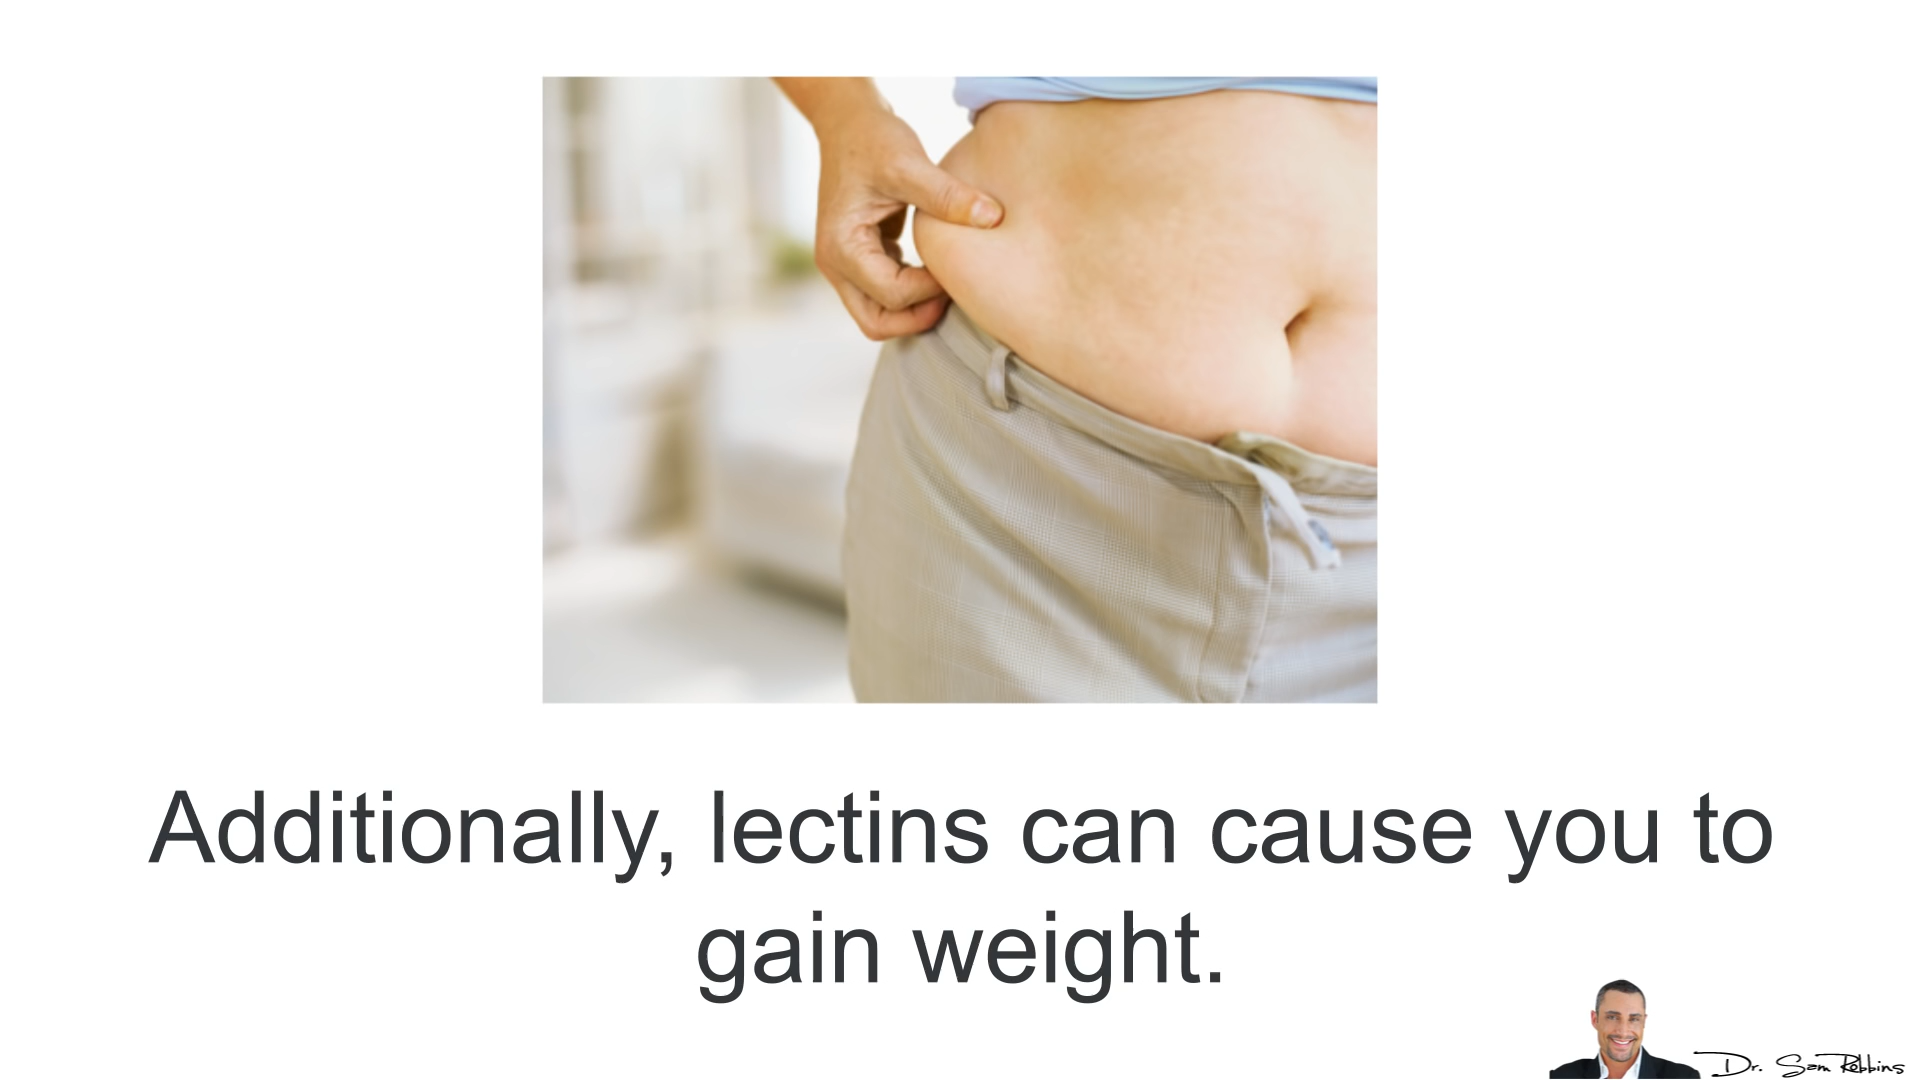 Additionally, lectins can cause you to
gain weight.
Dr. Sam Robbins